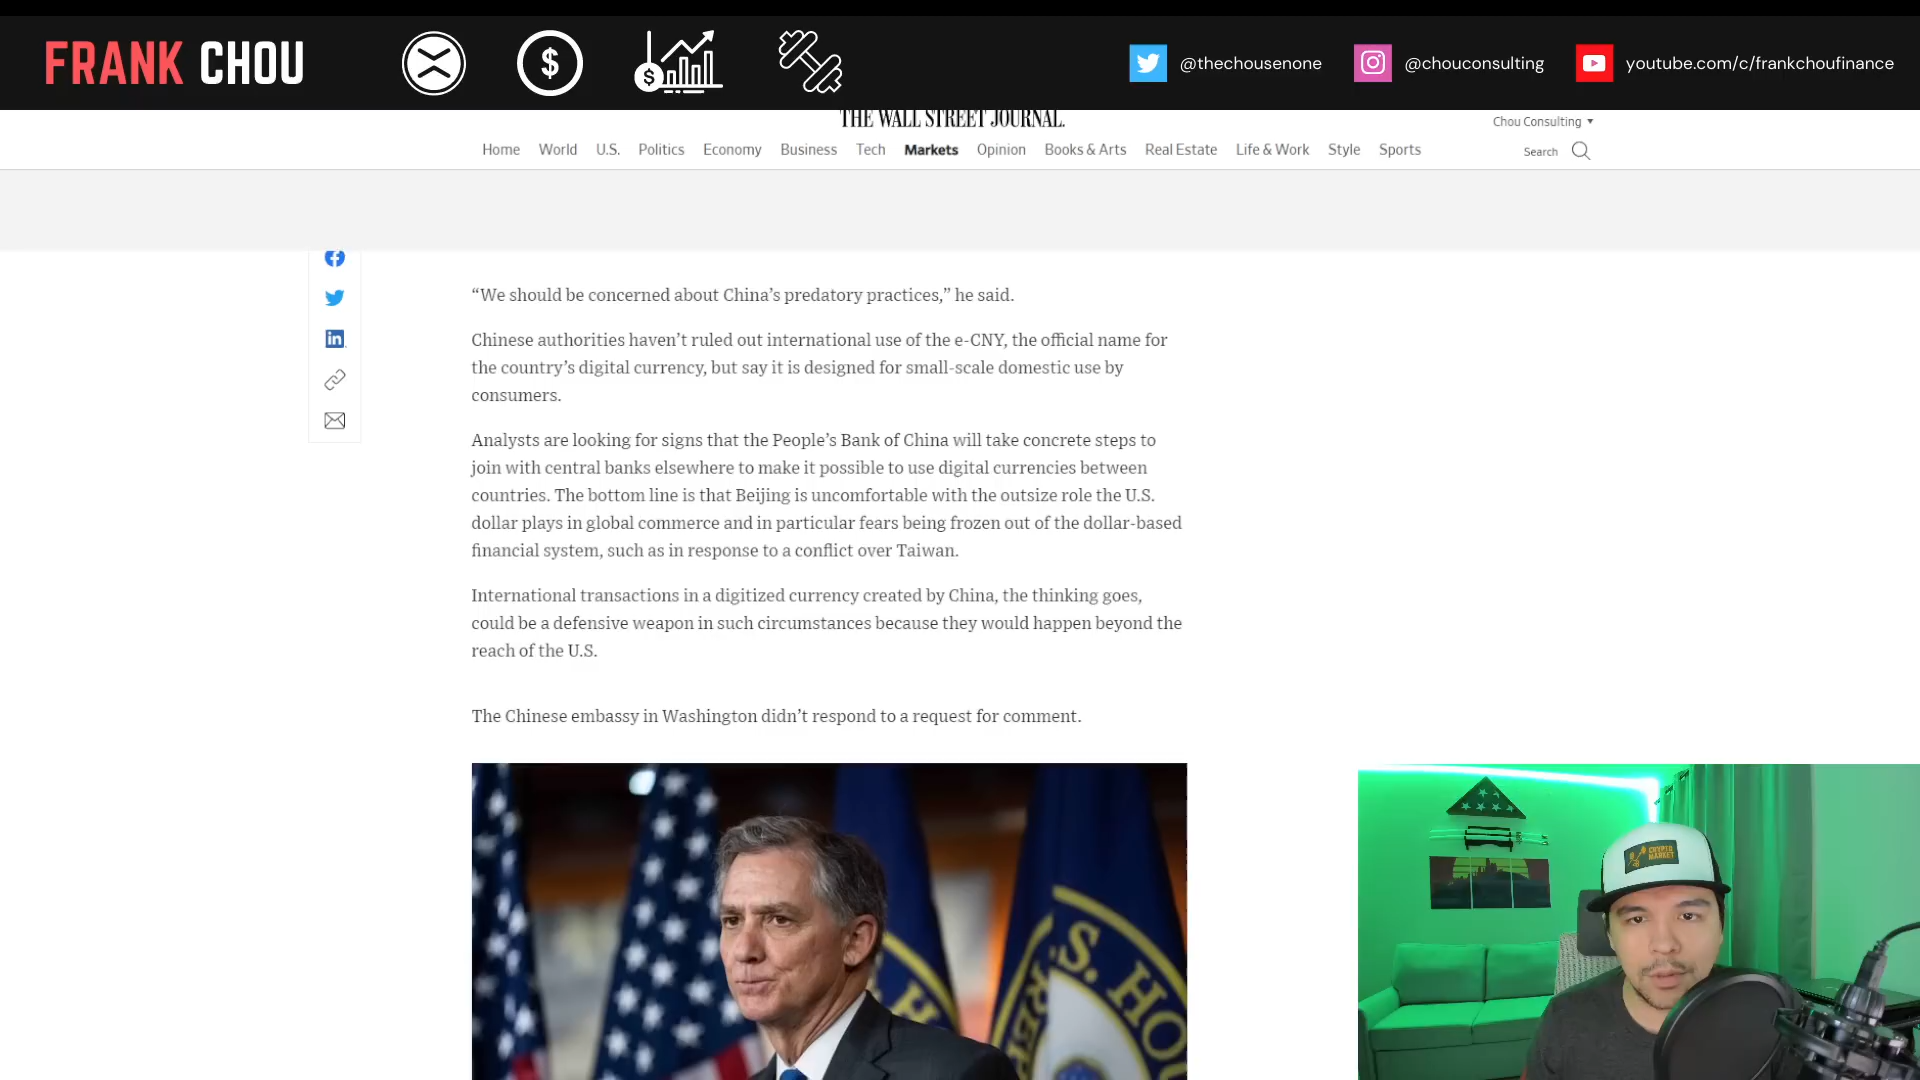 FRANK CHOU
@thechousenone
@chouconsulting
youtube.com/c/frankchoufinance
THE WALL STREET JOURNAL.
Chou Consulting
Home World U.S. Politics Economy Business Tech Markets Opinion Books & Arts Real Estate Life & Work Style Sports
Search
“We should be concerned about China’s predatory practices,” he said.
Chinese authorities haven’t ruled out international use of the e-CNY, the official name for
the country’s digital currency, but say it is designed for small-scale domestic use by
consumers.
Analysts are looking for signs that the People’s Bank of China will take concrete steps to
join with central banks elsewhere to make it possible to use digital currencies between
countries. The bottom line is that Beijing is uncomfortable with the outsize role the U.S.
dollar plays in global commerce and in particular fears being frozen out of the dollar-based
financial system, such as in response to a conflict over Taiwan.
International transactions in a digitized currency created by China, the thinking goes,
could be a defensive weapon in such circumstances because they would happen beyond the
reach of the U.S.
The Chinese embassy in Washington didn’t respond to a request for comment.
CRYPTO
MARKET